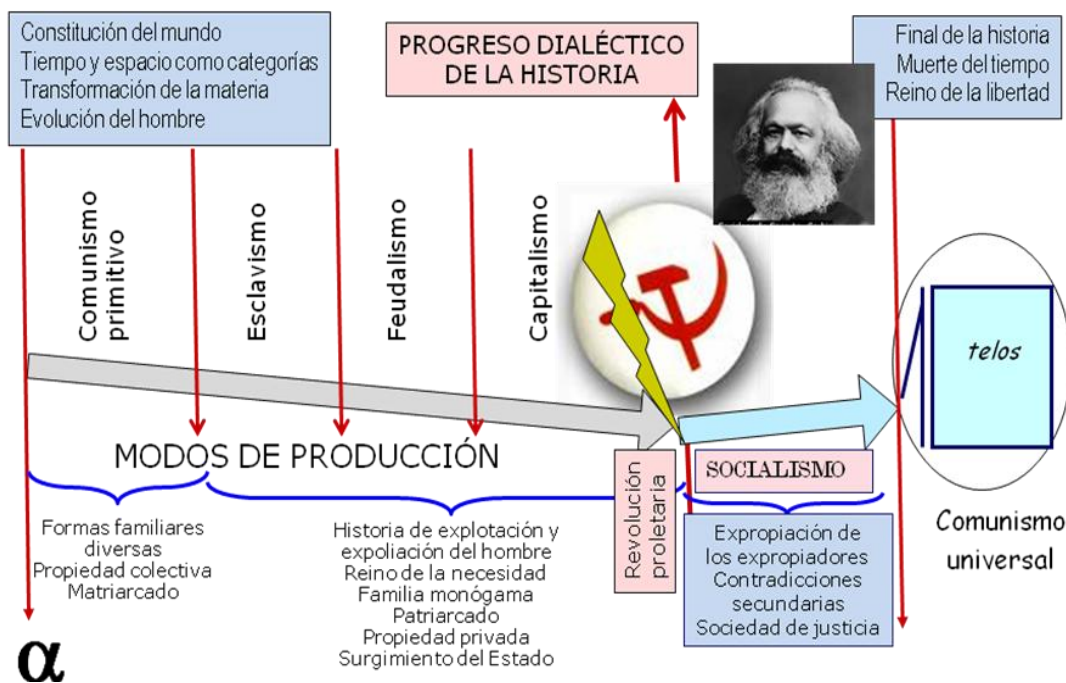 Constitución del mundo
Tiempo y espacio como categorías
Transformación de la materia
Evolución del hombre
PROGRESO DIALÉCTICO
DE LA HISTORIA
Final de la historia
Muerte del tiempo
Reino de la libertad
Comunismo
primitivo
Esclavismo
Feudalismo
Capitalismo
telos
MODOS DE PRODUCCIÓN
Revolución
proletaria
SOCIALISMO
Formas familiares
diversas
Propiedad colectiva
Matriarcado
Historia de explotación y
expoliación del hombre
Reino de la necesidad
Familia monógama
Patriarcado
Propiedad privada
Surgimiento del Estado
Expropiación de
los expropiadores
Contradicciones
secundarias
Sociedad de justicia
Comunismo
universal
α